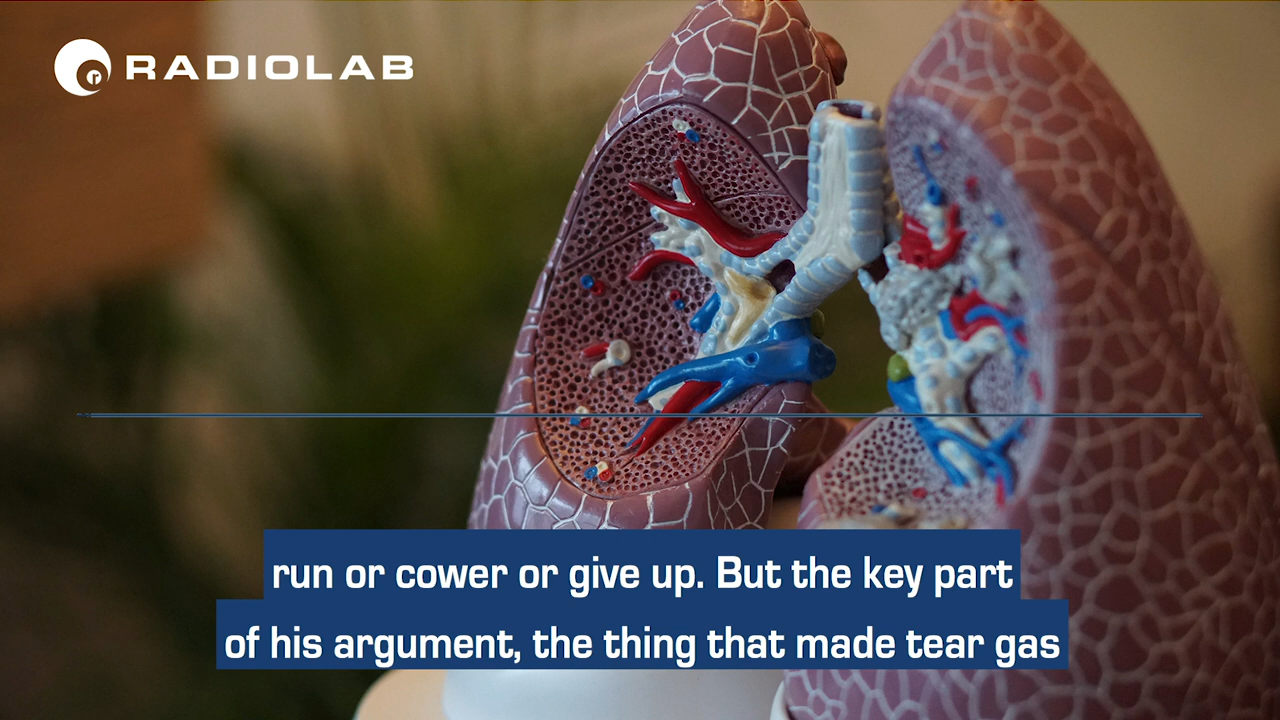 RADIOLAB
run or cower or give up. But the key part
of his argument, the thing that made tear gas